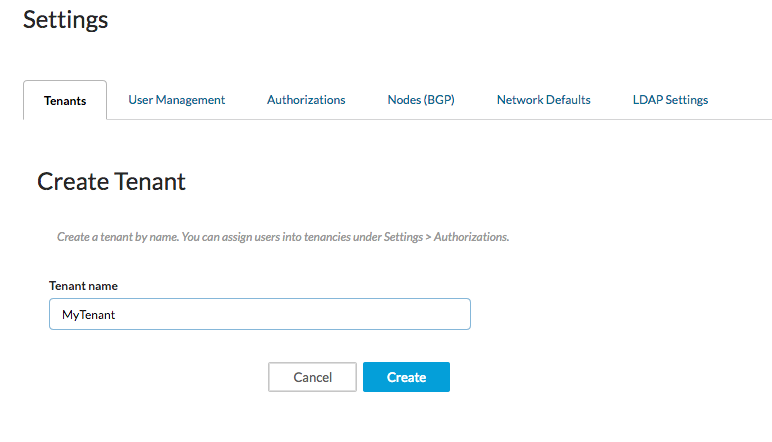 Settings
Tenants User Management Authorizations Nodes (BGP) Network Defaults LDAP Settings
Create Tenant
Create a tenant by name. You can assign users into tenancies under Settings > Authorizations.
Tenant name
MyTenant
Cancel Create